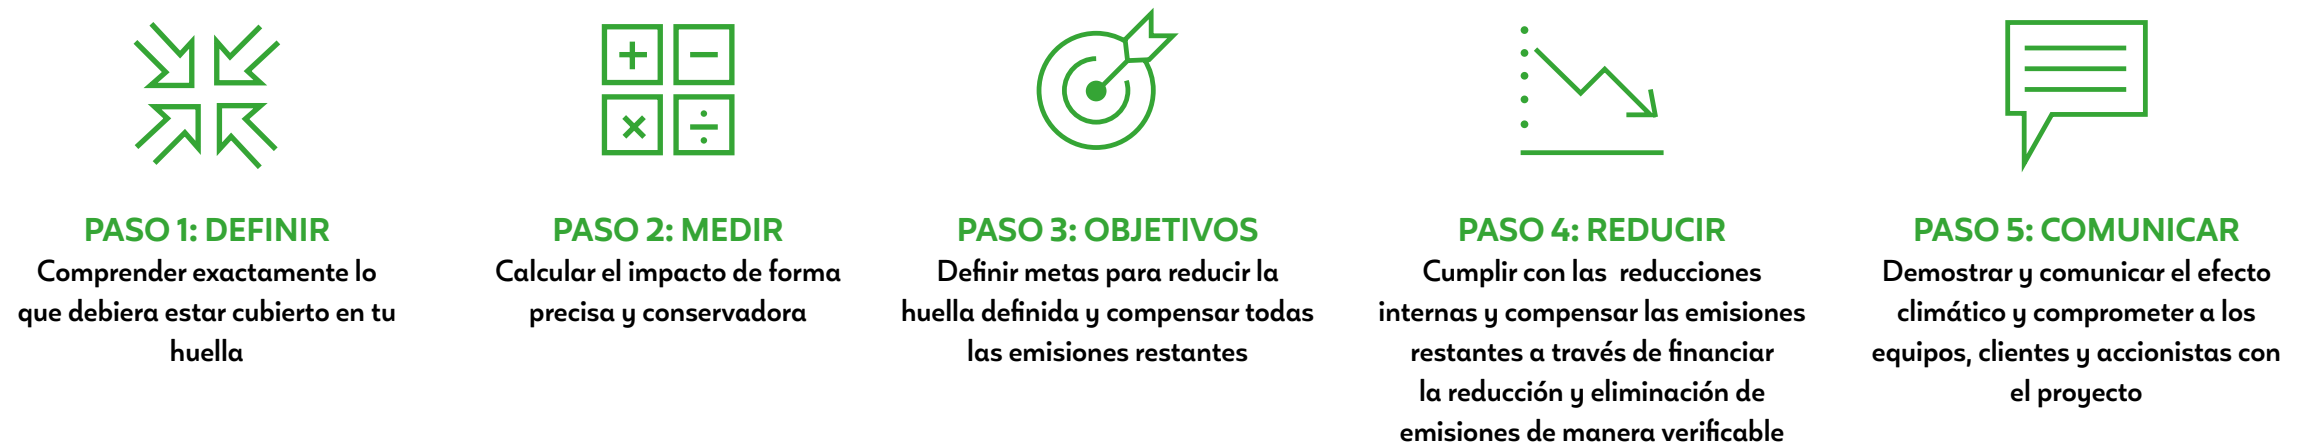 PASO 1: DEFINIR
Comprender exactamente lo
que debiera estar cubierto en tu
huella
PASO 2: MEDIR
Calcular el impacto de forma
precisa y conservadora
PASO 3: OBJETIVOS
Definir metas para reducir la
huella definida y compensar todas
las emisiones restantes
PASO 4: REDUCIR
Cumplir con las  reducciones
internas y compensar las emisiones
restantes a través de financiar
la reducción y eliminación de
emisiones de manera verificable
PASO 5: COMUNICAR
Demostrar y comunicar el efecto
climático y comprometer a los
equipos, clientes y accionistas con
el proyecto